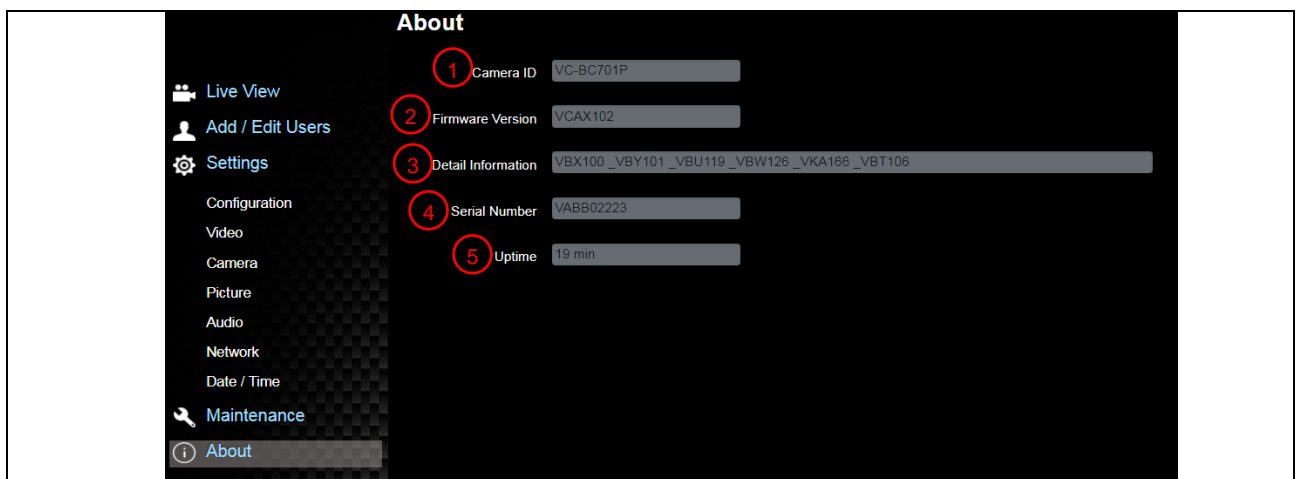 About
1 Camera ID VC-BC701P
Live View
2 Firmware Version VCAX102
Add / Edit Users
Settings
3 Detail Information VBX100 _VBY101 _VBU119 _VBW126 _VKA166 _VBT106
Configuration
4 Serial Number VABB02223
Video
5 Uptime 19 min
Camera
Picture
Audio
Network
Date / Time
Maintenance
About